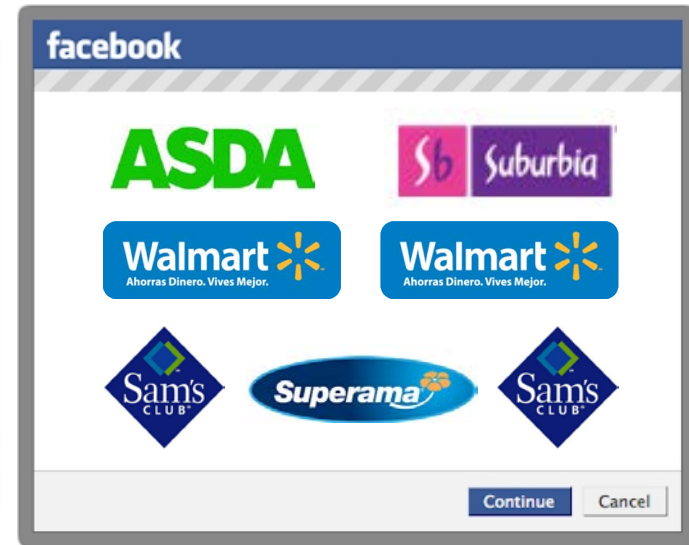 facebook
ASDA
Sb Suburbia
Walmart
Ahorras Dinero. Vives Mejor.
Walmart
Ahorras Dinero. Vives Mejor.
Sam's
CLUB
Superama
Sam's
CLUB
Continue Cancel